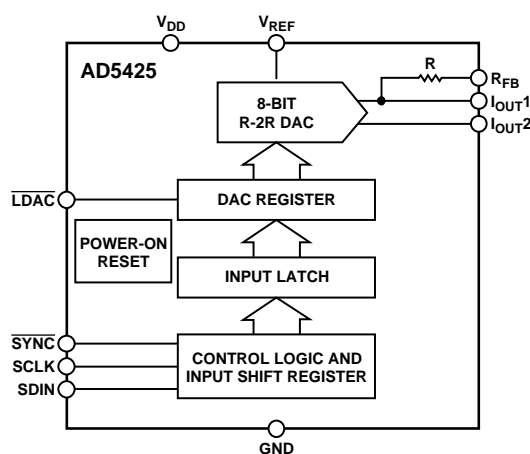 VDD
VREF
AD5425
R
RFB
8-BIT
R-2R DAC
IOUT1
IOUT2
LDAC
DAC REGISTER
POWER-ON
RESET
INPUT LATCH
SYNC
SCLK
SDIN
CONTROL LOGIC AND
INPUT SHIFT REGISTER
GND